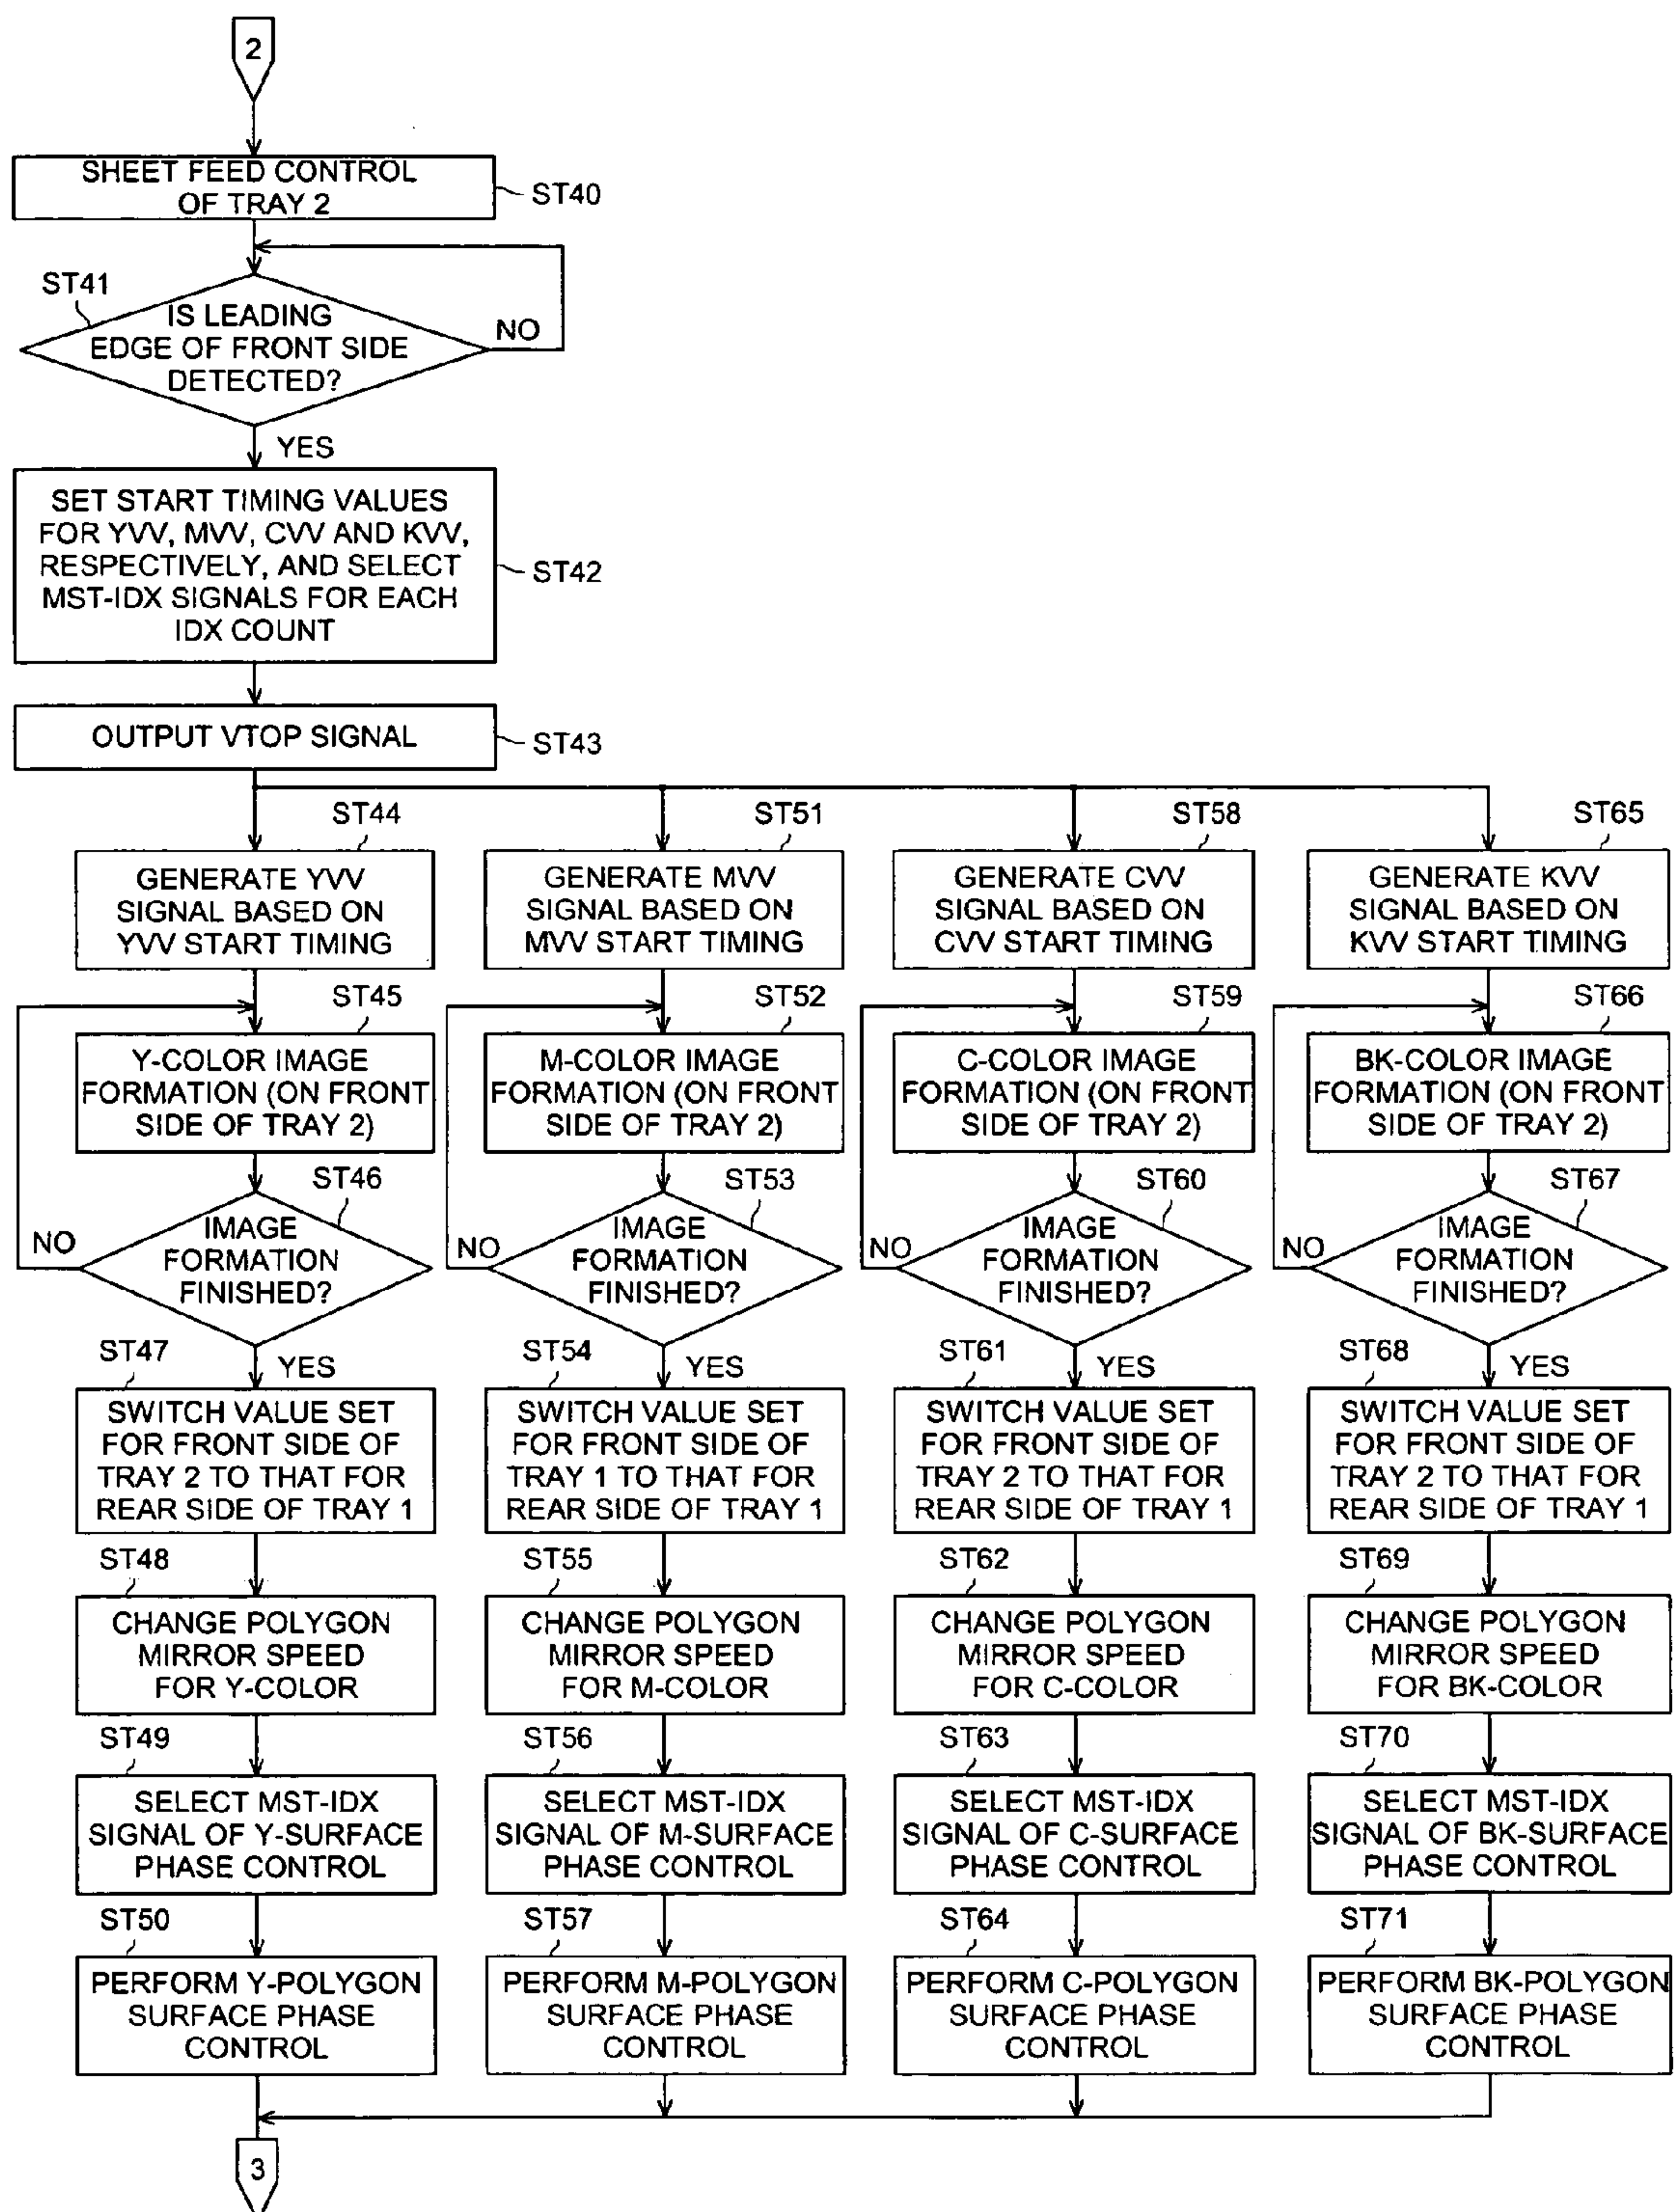 2
SHEET FEED CONTROL
OF TRAY 2
ST40
ST41
IS LEADING
EDGE OF FRONT SIDE
DETECTED?
NO
YES
SET START TIMING VALUES
FOR YVV, MVV, CVV AND KVV,
RESPECTIVELY, AND SELECT
MST-IDX SIGNALS FOR EACH
IDX COUNT
ST42
OUTPUT VTOP SIGNAL
ST43
ST44
GENERATE YVV
SIGNAL BASED ON
YVV START TIMING
ST45
Y-COLOR IMAGE
FORMATION (ON FRONT
SIDE OF TRAY 2)
ST46
IMAGE
FORMATION
FINISHED?
NO
YES
ST47
SWITCH VALUE SET
FOR FRONT SIDE OF
TRAY 2 TO THAT FOR
REAR SIDE OF TRAY 1
ST48
CHANGE POLYGON
MIRROR SPEED
FOR Y-COLOR
ST49
SELECT MST-IDX
SIGNAL OF Y-SURFACE
PHASE CONTROL
ST50
PERFORM Y-POLYGON
SURFACE PHASE
CONTROL
ST51
GENERATE MVV
SIGNAL BASED ON
MVV START TIMING
ST52
M-COLOR IMAGE
FORMATION (ON FRONT
SIDE OF TRAY 2)
ST53
IMAGE
FORMATION
FINISHED?
NO
YES
ST54
SWITCH VALUE SET
FOR FRONT SIDE OF
TRAY 1 TO THAT FOR
REAR SIDE OF TRAY 1
ST55
CHANGE POLYGON
MIRROR SPEED
FOR M-COLOR
ST56
SELECT MST-IDX
SIGNAL OF M-SURFACE
PHASE CONTROL
ST57
PERFORM M-POLYGON
SURFACE PHASE
CONTROL
ST58
GENERATE CVV
SIGNAL BASED ON
CVV START TIMING
ST59
C-COLOR IMAGE
FORMATION (ON FRONT
SIDE OF TRAY 2)
ST60
IMAGE
FORMATION
FINISHED?
NO
YES
ST61
SWITCH VALUE SET
FOR FRONT SIDE OF
TRAY 2 TO THAT FOR
REAR SIDE OF TRAY 1
ST62
CHANGE POLYGON
MIRROR SPEED
FOR C-COLOR
ST63
SELECT MST-IDX
SIGNAL OF C-SURFACE
PHASE CONTROL
ST64
PERFORM C-POLYGON
SURFACE PHASE
CONTROL
ST65
GENERATE KVV
SIGNAL BASED ON
KVV START TIMING
ST66
BK-COLOR IMAGE
FORMATION (ON FRONT
SIDE OF TRAY 2)
ST67
IMAGE
FORMATION
FINISHED?
NO
YES
ST68
SWITCH VALUE SET
FOR FRONT SIDE OF
TRAY 2 TO THAT FOR
REAR SIDE OF TRAY 1
ST69
CHANGE POLYGON
MIRROR SPEED
FOR BK-COLOR
ST70
SELECT MST-IDX
SIGNAL OF BK-SURFACE
PHASE CONTROL
ST71
PERFORM BK-POLYGON
SURFACE PHASE
CONTROL
3